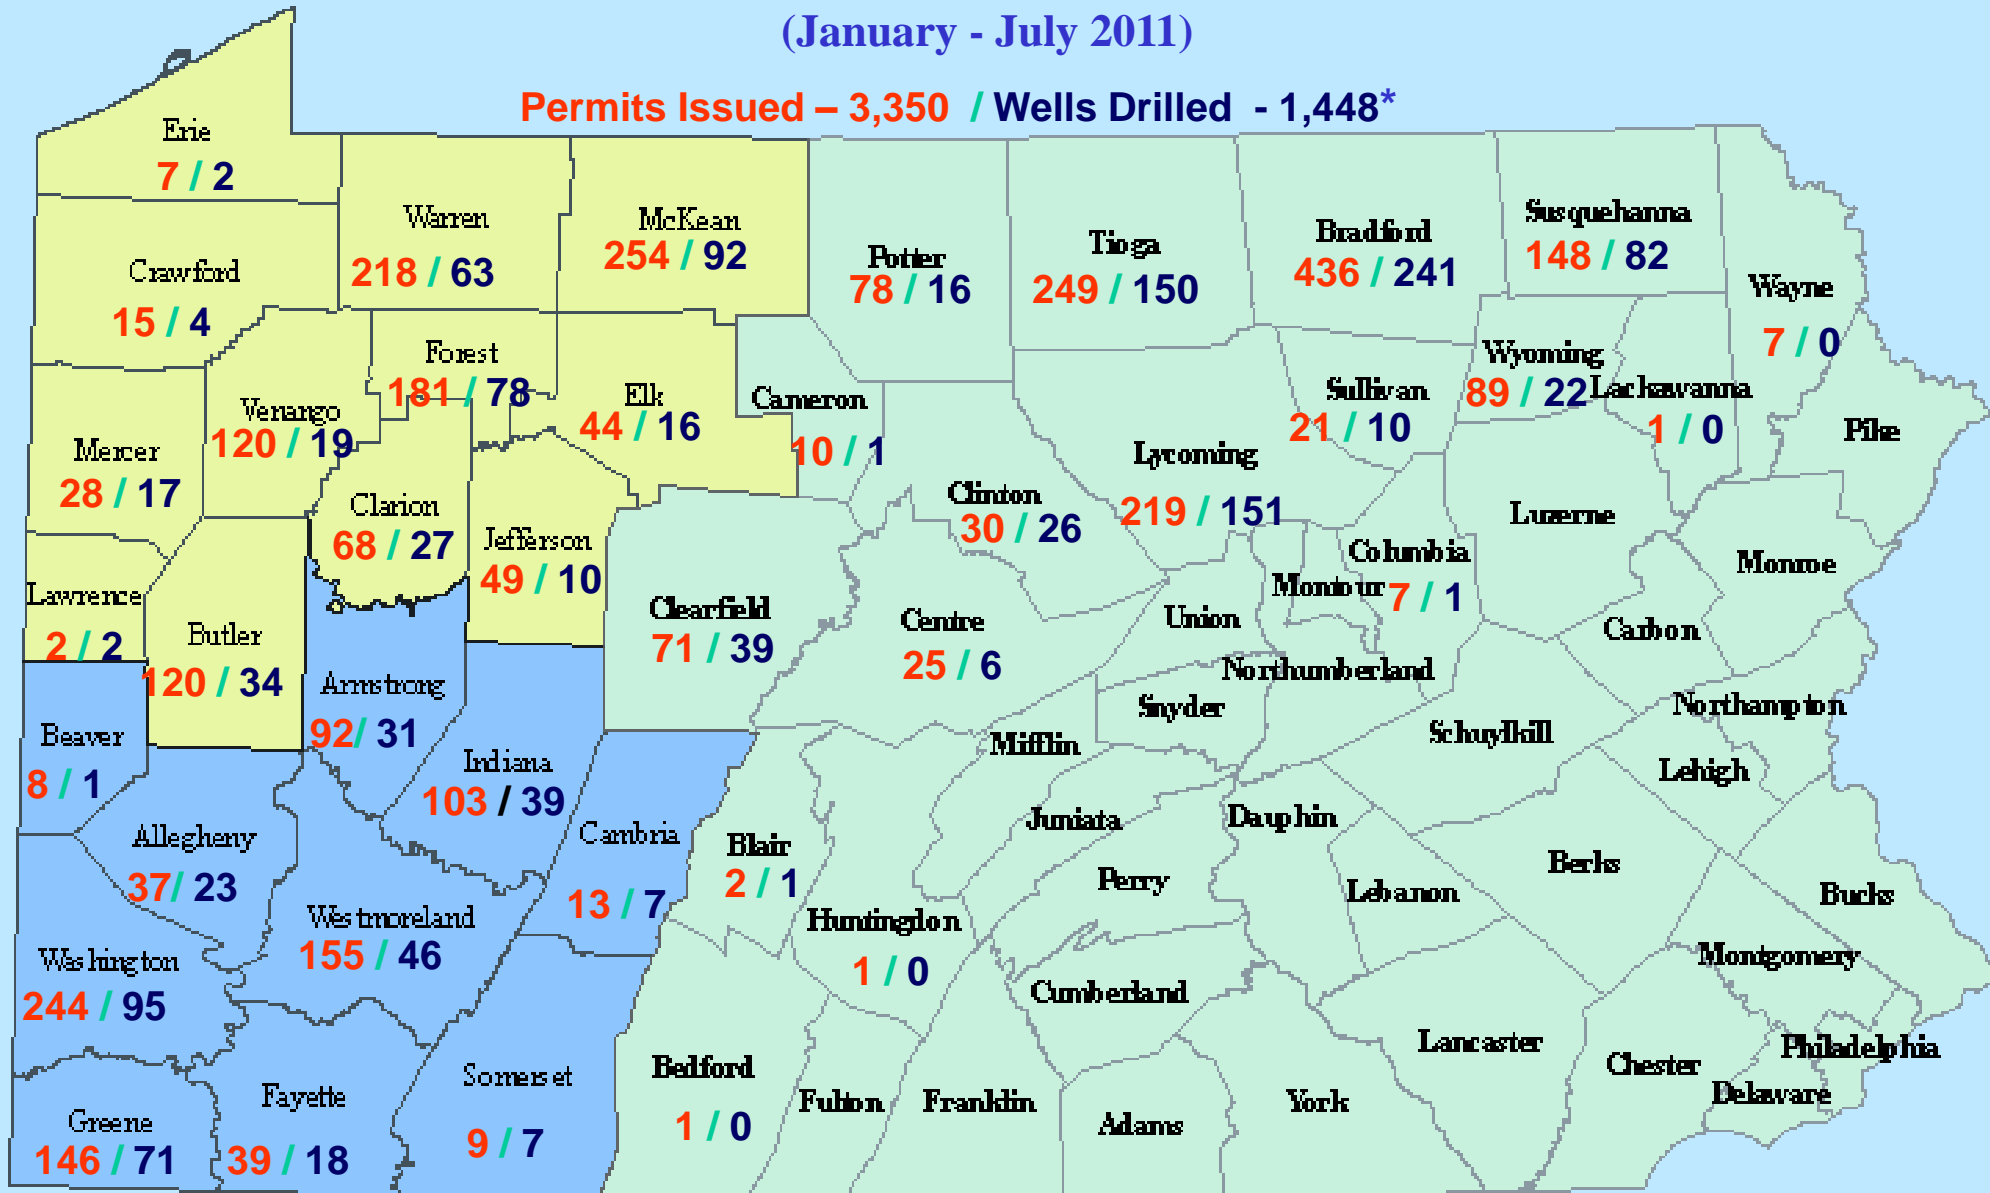 (January - July 2011)
Permits Issued – 3,350 / Wells Drilled - 1,448*
Erie
7 / 2
Warren
218 / 63
McKean
254 / 92
Potter
78 / 16
Tioga
249 / 150
Bradford
436 / 241
Susquehanna
148 / 82
Wayne
7 / 0
Crawford
15 / 4
Forest
181 / 78
Elk
44 / 16
Cameron
10 / 1
Sullivan
21 / 10
Wyoming
89 / 22
Lackawanna
1 / 0
Pike
Mercer
28 / 17
Venango
120 / 19
Clarion
68 / 27
Jefferson
49 / 10
Clinton
30 / 26
Lycoming
219 / 151
Columbia
7 / 1
Montour
Luzerne
Monroe
Lawrence
2 / 2
Butler
120 / 34
Armstrong
92/ 31
Clearfield
71 / 39
Centre
25 / 6
Union
Northumberland
Snyder
Carbon
Northampton
Schuylkill
Lehigh
Beaver
8 / 1
Indiana
103 / 39
Mifflin
Allegheny
37/ 23
Cambria
13 / 7
Blair
2 / 1
Juniata
Dauphin
Perry
Lebanon
Berks
Bucks
Westmoreland
155 / 46
Huntingdon
1 / 0
Washington
244 / 95
Cumberland
Montgomery
Lancaster
Chester
Philadelphia
Delaware
Greene
146 / 71
Fayette
39 / 18
Somerset
9 / 7
Bedford
1 / 0
Fulton
Franklin
Adams
York